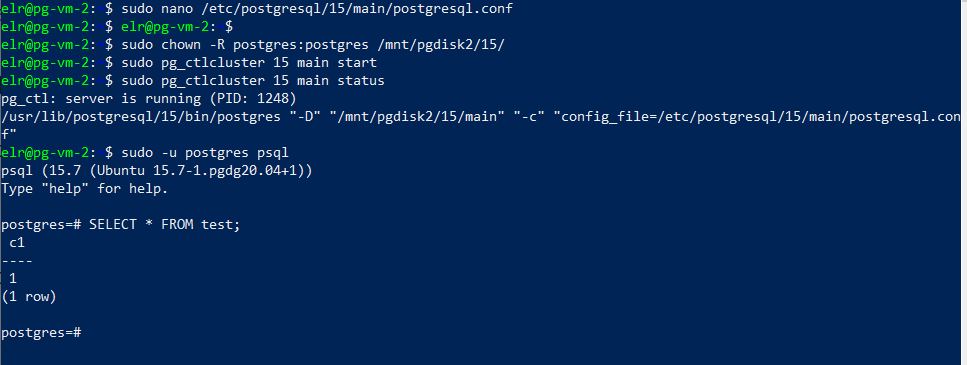 elr@pg-vm-2: $ sudo nano /etc/postgresql/15/main/postgresql.conf
elr@pg-vm-2: $ elr@pg-vm-2:~$
elr@pg-vm-2: $ sudo chown -R postgres:postgres /mnt/pgdisk2/15/
elr@pg-vm-2: $ sudo pg_ctlcluster 15 main start
elr@pg-vm-2: $ sudo pg_ctlcluster 15 main status
pg_ctl: server is running (PID: 1248)
/usr/lib/postgresql/15/bin/postgres "-D" "/mnt/pgdisk2/15/main" "-c" "config_file=/etc/postgresql/15/main/postgresql.con
f"
elr@pg-vm-2: $ sudo -u postgres psql
psql (15.7 (Ubuntu 15.7-1.pgdg20.04+1))
Type "help" for help.
postgres=# SELECT * FROM test;
c1
----
1
(1 row)
postgres=#